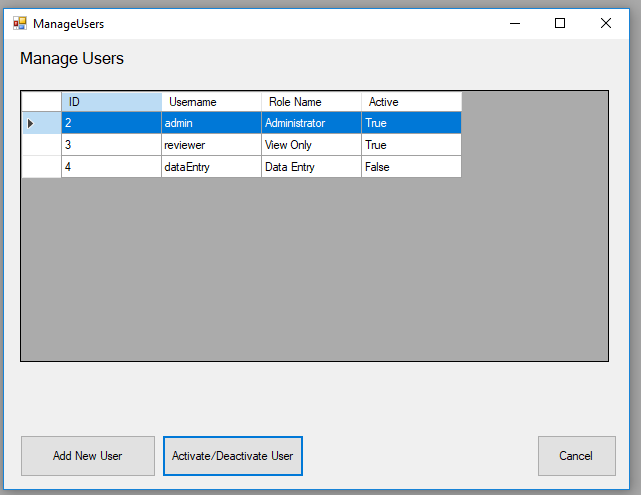 ManageUsers
Manage Users
ID Username Role Name Active
2 admin Administrator True
3 reviewer View Only True
4 dataEntry Data Entry False
Add New User Activate/Deactivate User Cancel